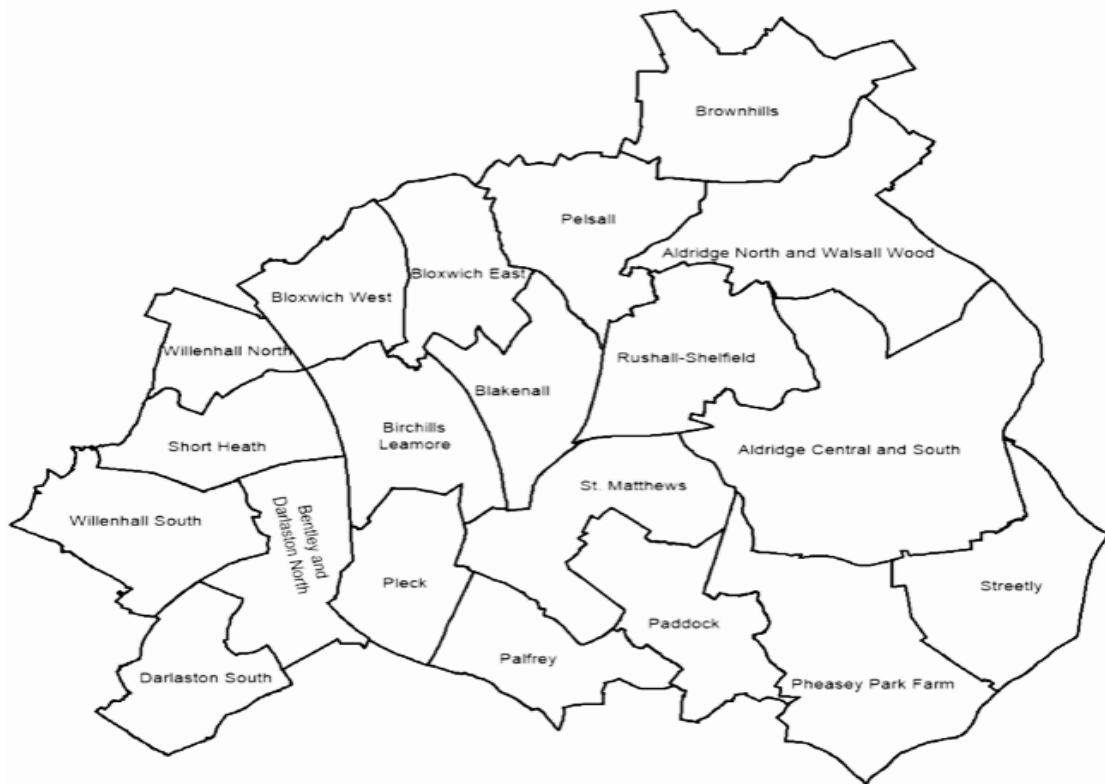 Brownhills
Pelsall
Aldridge North and Walsall Wood
Bloxwich East
Bloxwich West
Willenhall North
Rushall-Shelfield
Blakenall
Birchills
Leamore
Short Heath
Aldridge Central and South
St. Matthews
Willenhall South
Bentley and
Darlaston North
Pleck
Streetly
Paddock
Palfrey
Darlaston South
Pheasey Park Farm